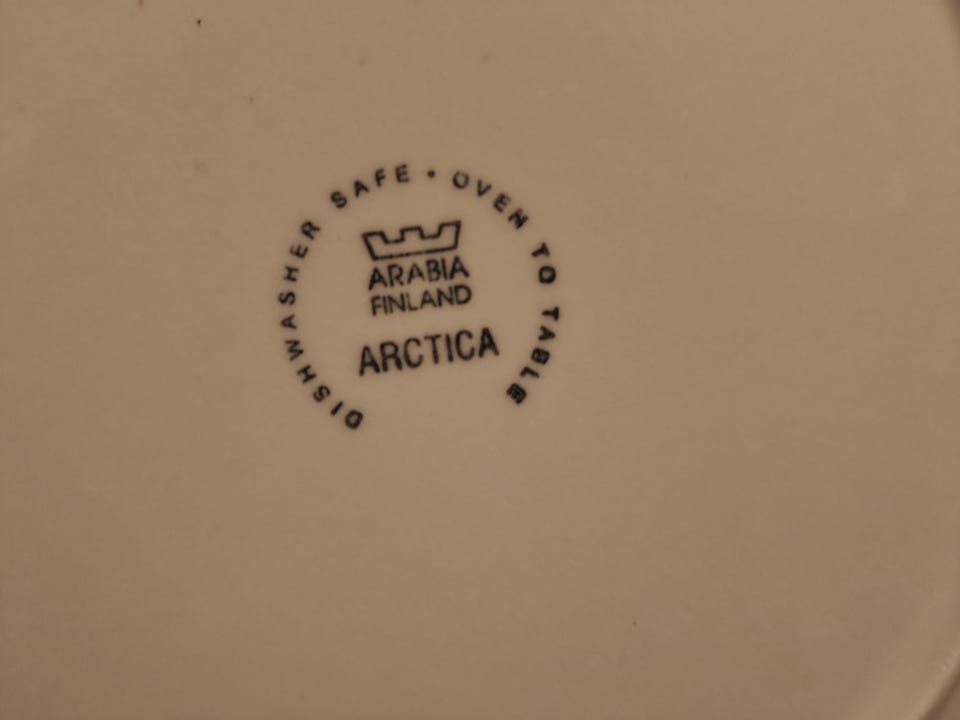 DISHWASHER SAFE • OVEN TO TABLE
ARABIA
FINLAND
ARCTICA